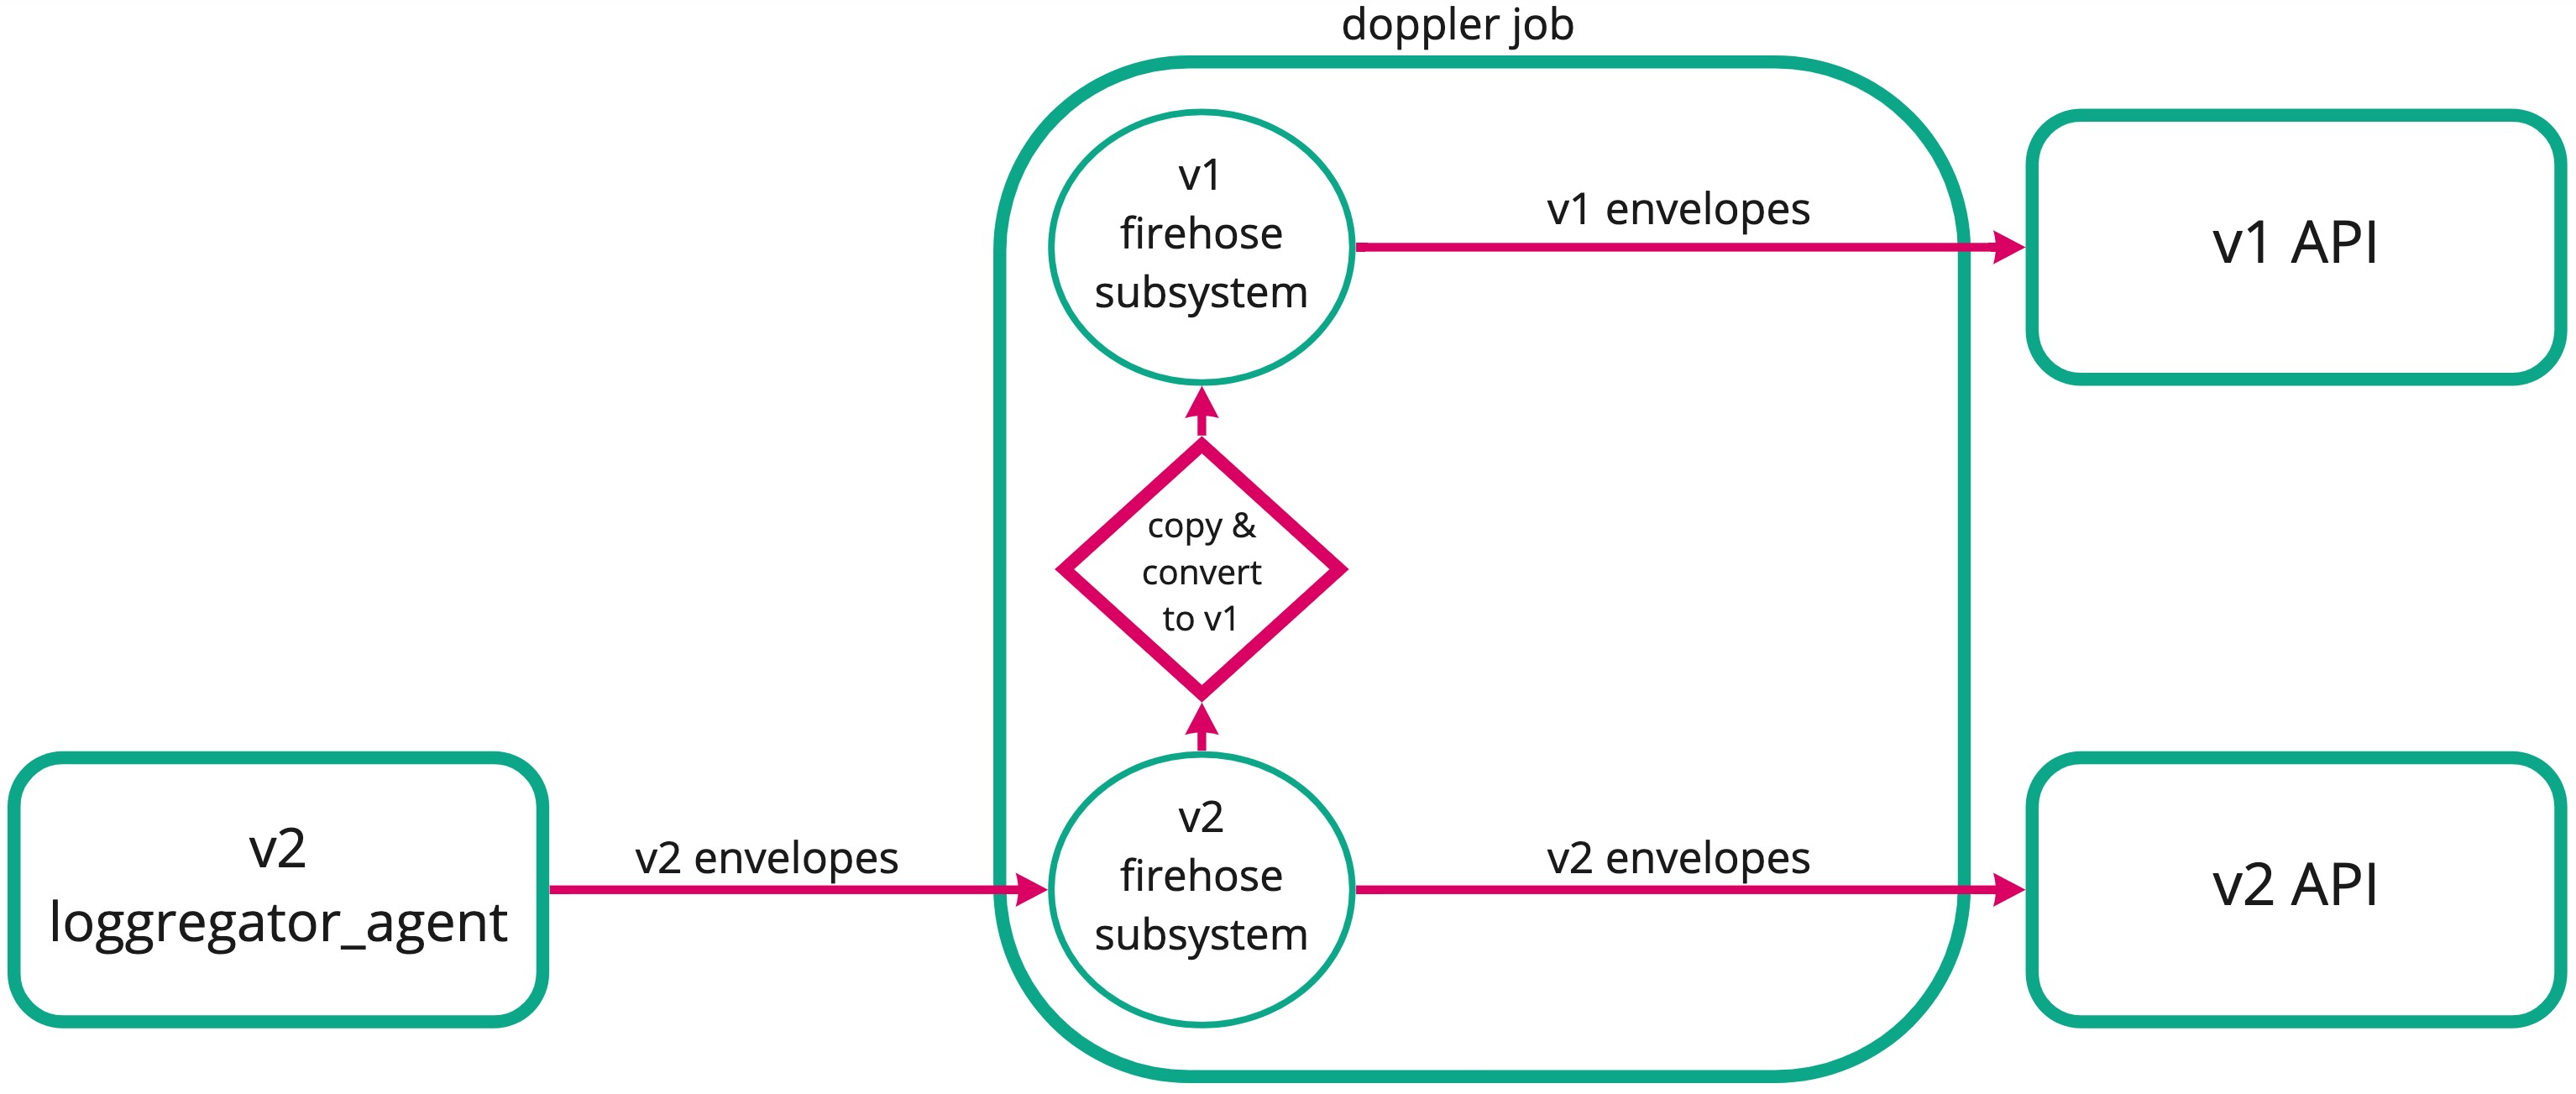 doppler job
v1
firehose
subsystem
v1 envelopes
v1 API
copy &
convert
to v1
v2
loggregator_agent
v2 envelopes
v2
firehose
subsystem
v2 envelopes
v2 API